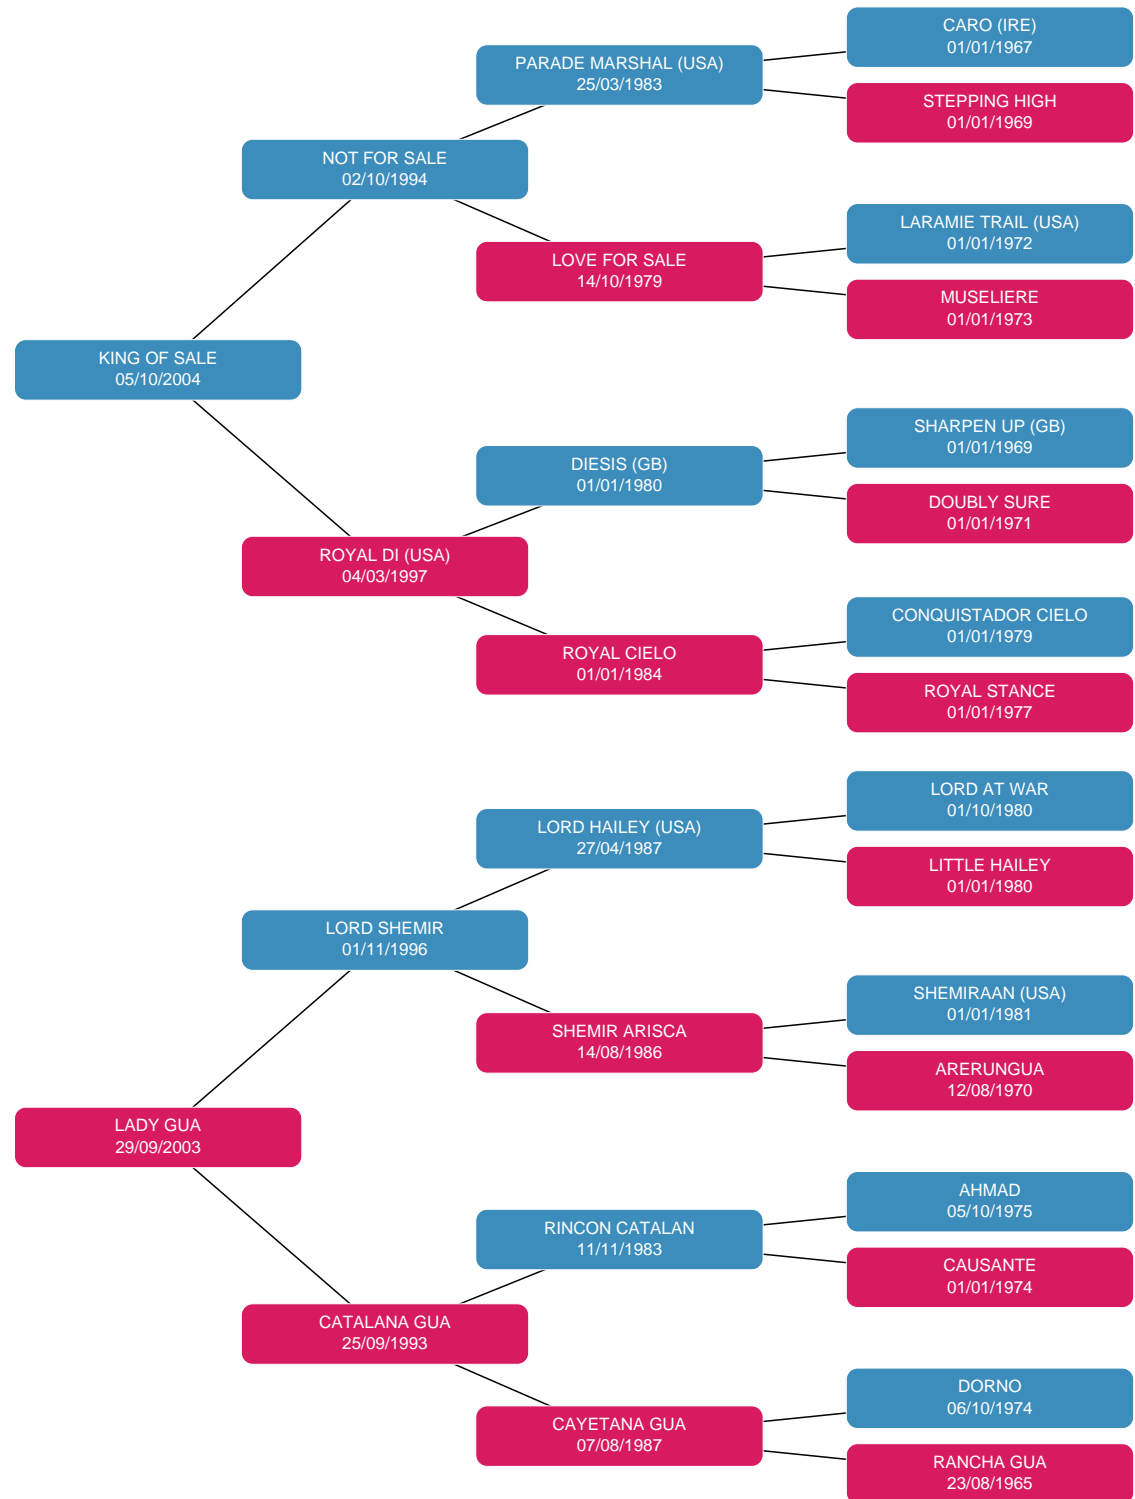 CARO (IRE)
01/01/1967
PARADE MARSHAL (USA)
25/03/1983
STEPPING HIGH
01/01/1969
NOT FOR SALE
02/10/1994
LARAMIE TRAIL (USA)
01/01/1972
LOVE FOR SALE
14/10/1979
MUSELIERE
01/01/1973
KING OF SALE
05/10/2004
SHARPEN UP (GB)
01/01/1969
DIESIS (GB)
01/01/1980
DOUBLY SURE
01/01/1971
ROYAL DI (USA)
04/03/1997
CONQUISTADOR CIELO
01/01/1979
ROYAL CIELO
01/01/1984
ROYAL STANCE
01/01/1977
LORD AT WAR
01/10/1980
LORD HAILEY (USA)
27/04/1987
LITTLE HAILEY
01/01/1980
LORD SHEMIR
01/11/1996
SHEMIRAAN (USA)
01/01/1981
SHEMIR ARISCA
14/08/1986
ARERUNGUA
12/08/1970
LADY GUA
29/09/2003
AHMAD
05/10/1975
RINCON CATALAN
11/11/1983
CAUSANTE
01/01/1974
CATALANA GUA
25/09/1993
DORNO
06/10/1974
CAYETANA GUA
07/08/1987
RANCHA GUA
23/08/1965